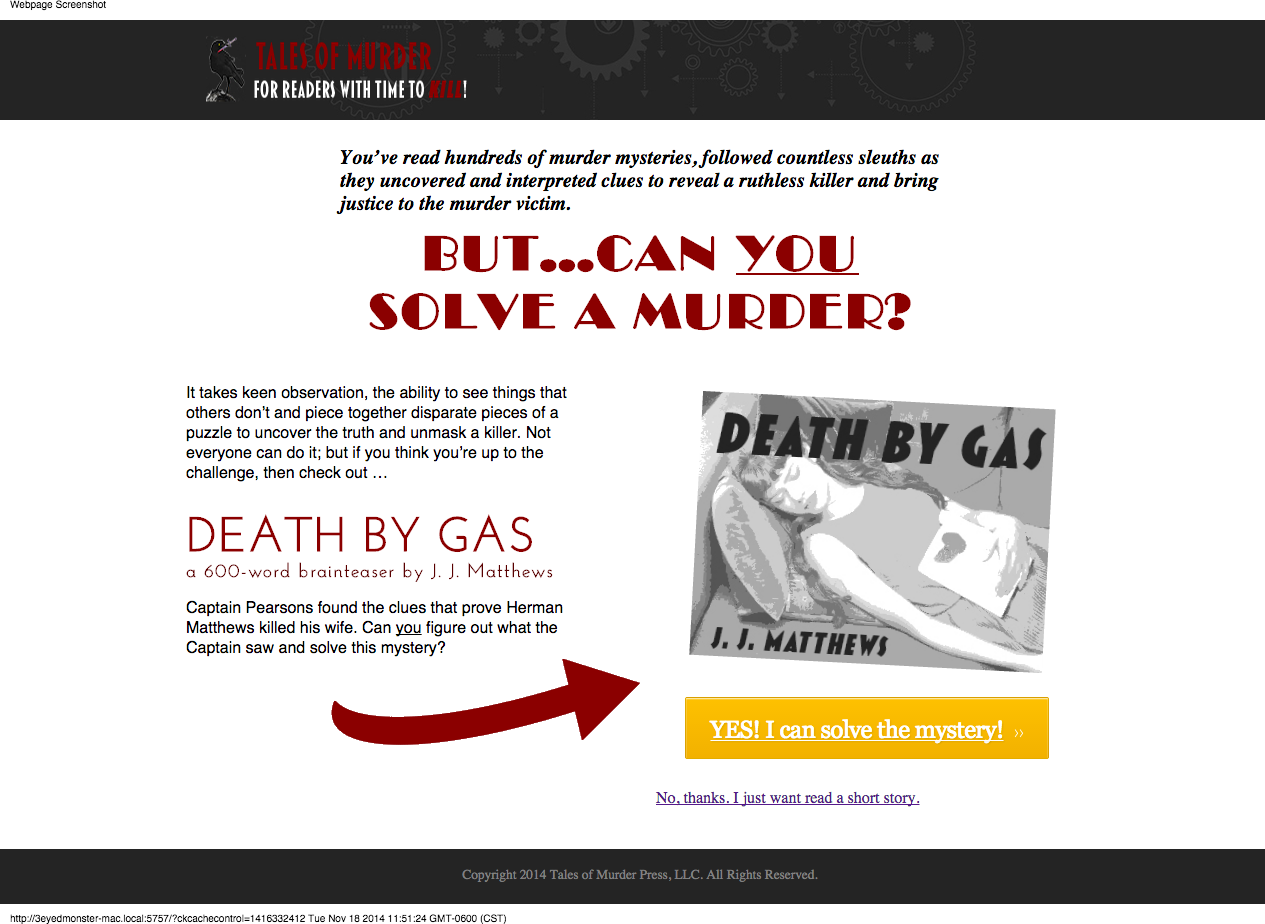 Webpage Screenshot
TALES OF MURDER
FOR READERS WITH TIME TO KILL!
You’ve read hundreds of murder mysteries, followed countless sleuths as
they uncovered and interpreted clues to reveal a ruthless killer and bring
justice to the murder victim.
BUT...CAN YOU
SOLVE A MURDER?
It takes keen observation, the ability to see things that
others don’t and piece together disparate pieces of a
puzzle to uncover the truth and unmask a killer. Not
everyone can do it; but if you think you’re up to the
challenge, then check out …
DEATH BY GAS
a 600-word brainteaser by J. J. Matthews
Captain Pearsons found the clues that prove Herman
Matthews killed his wife. Can you figure out what the
Captain saw and solve this mystery?
DEATH BY GAS
J. J. MATTHEWS
YES! I can solve the mystery! ››
No, thanks. I just want read a short story.
Copyright 2014 Tales of Murder Press, LLC. All Rights Reserved.
http://3eyedmonster-mac.local:5757/?ckcachecontrol=1416332412 Tue Nov 18 2014 11:51:24 GMT-0600 (CST)